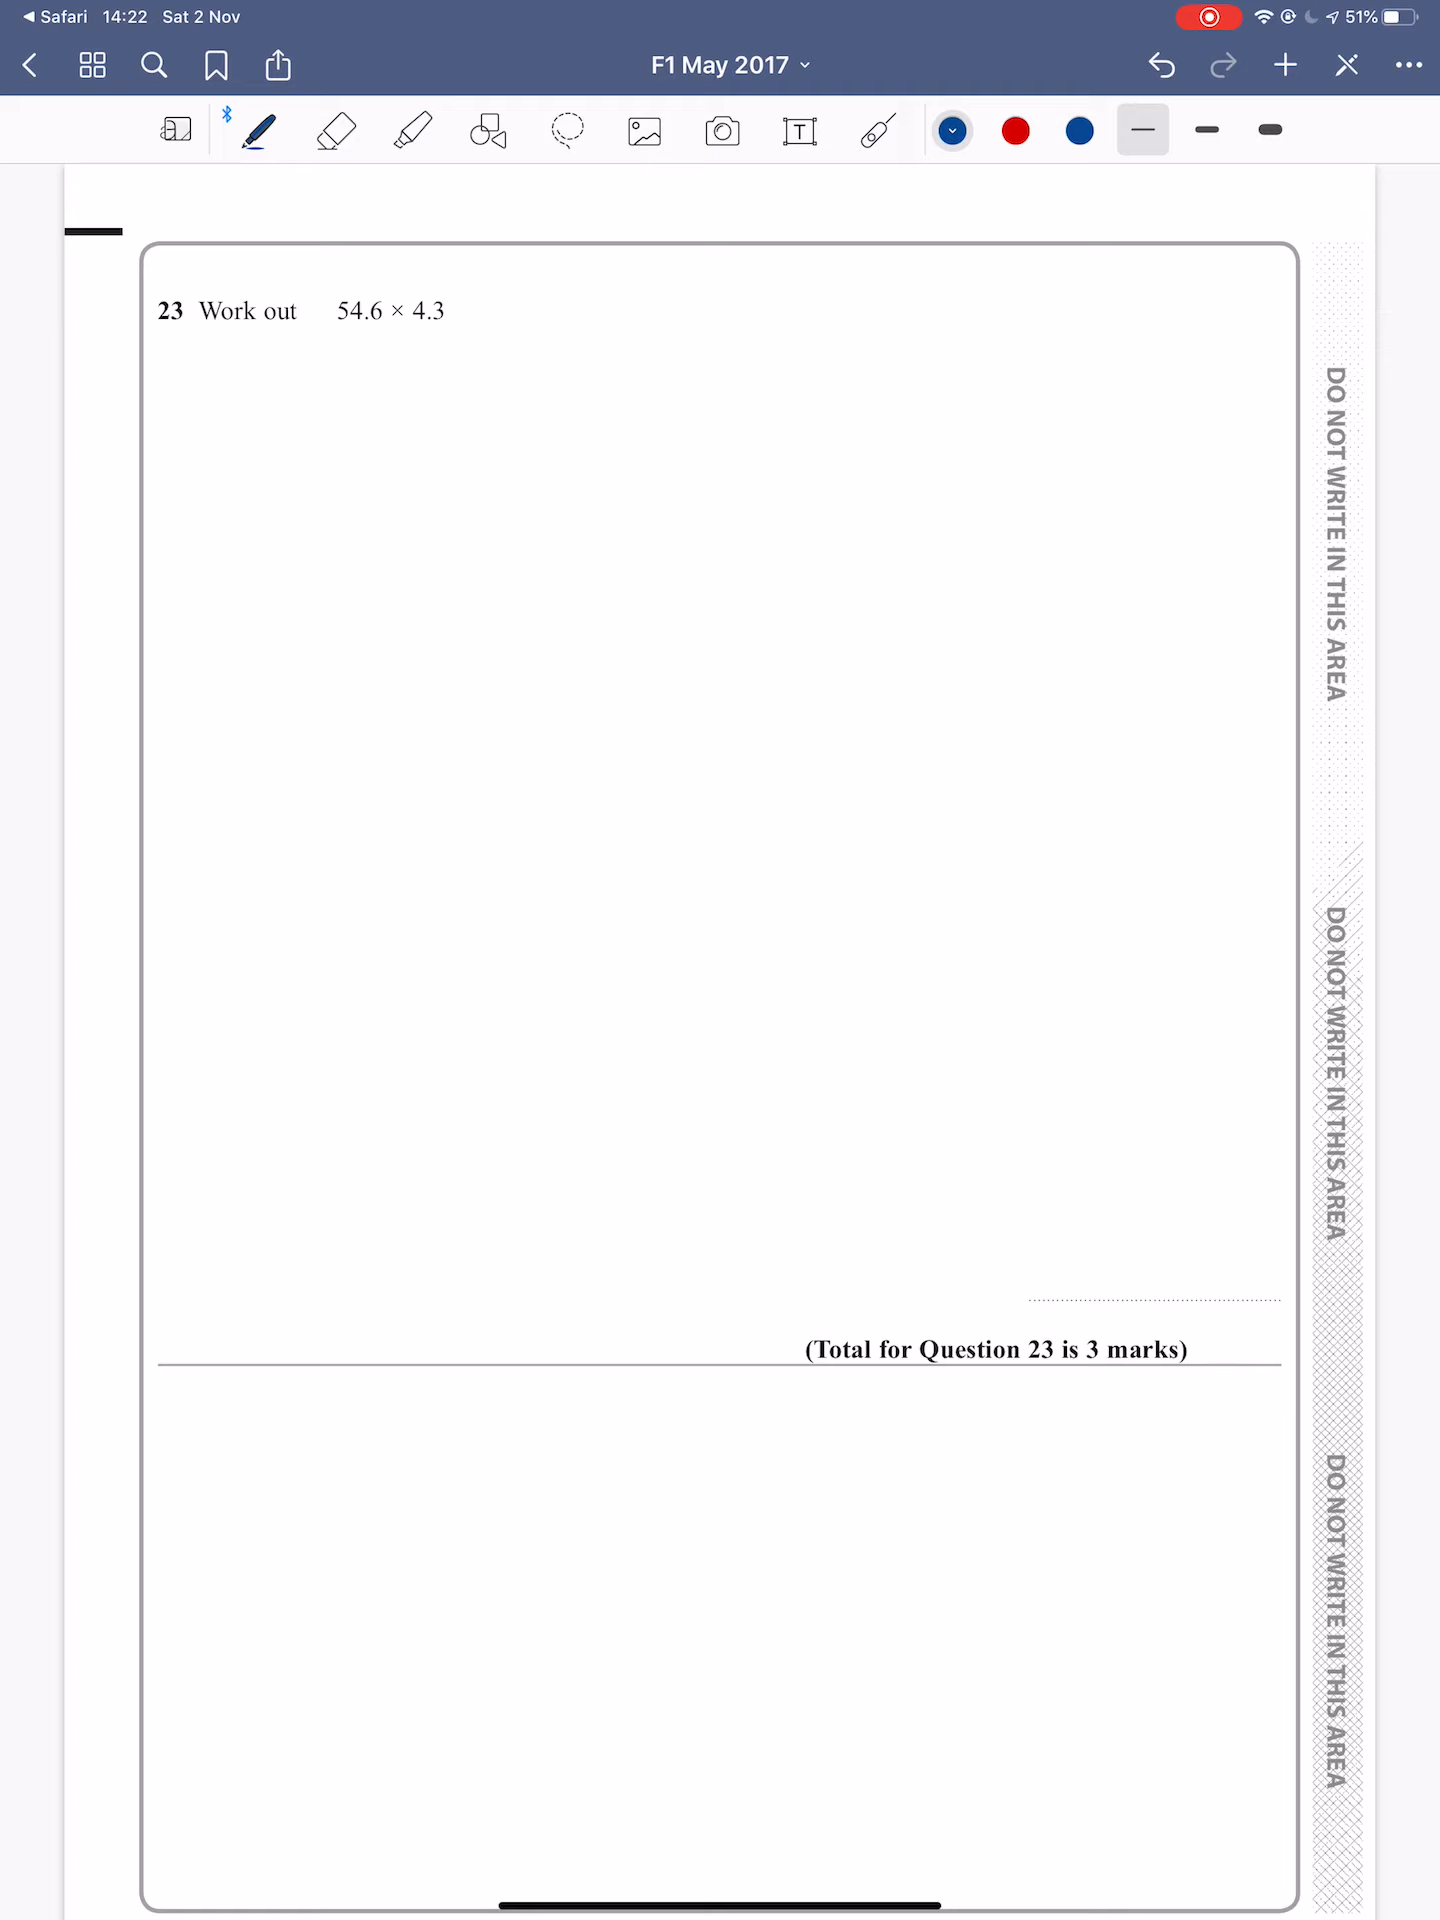 Safari 14:22 Sat 2 Nov 51%
F1 May 2017
T
23 Work out 54.6 × 4.3
(Total for Question 23 is 3 marks)
DO NOT WRITE IN THIS AREA
DO NOT WRITE IN THIS AREA
DO NOT WRITE IN THIS AREA